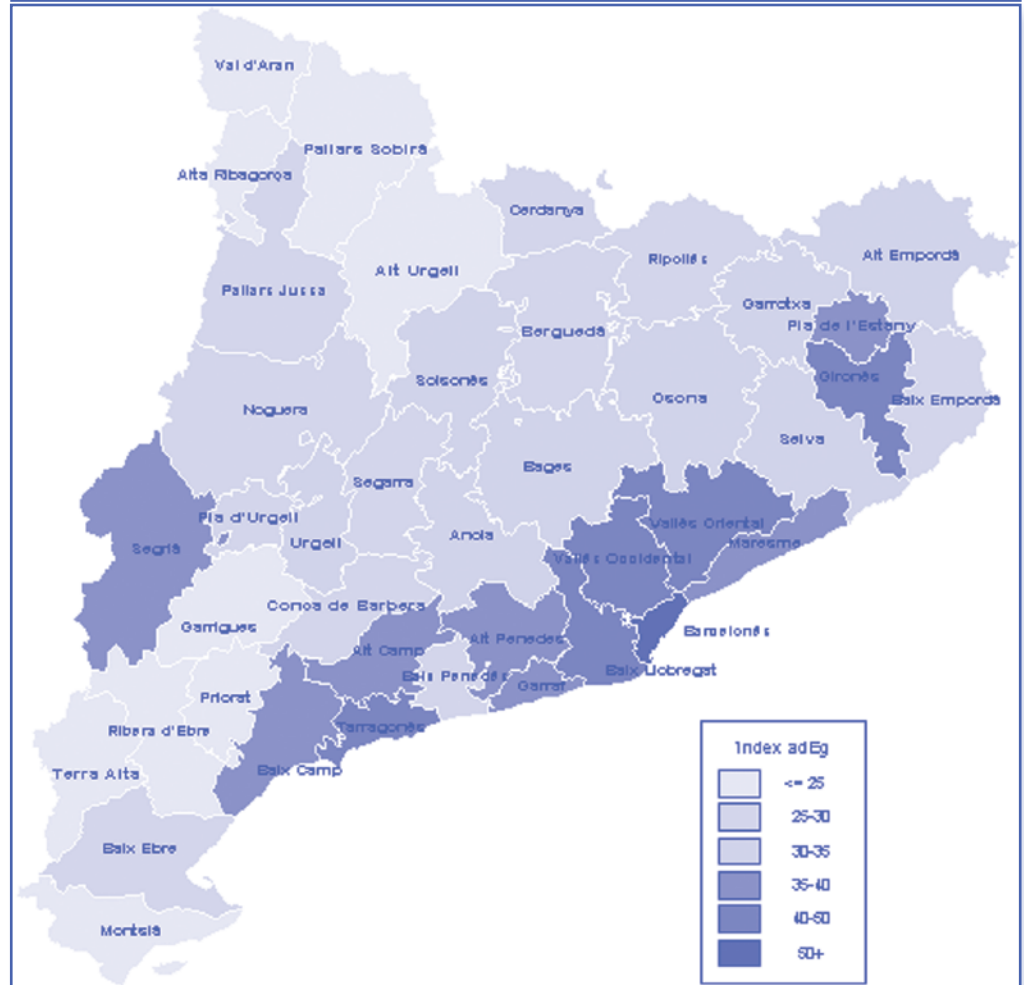 Val d'Aran
Pallars Sobirà
Alta Ribagorça
Cerdanya
Alt Empordà
Ripollès
Alt Urgell
Pallars Jussa
Garrotxa
Pla de l'Estany
Berguedà
Gironès
Solsonès
Osona
Baix Empordà
Noguera
Selva
Bages
Segarra
Pla d'Urgell
Vallès Oriental
Anoia
Urgell
Maresme
Segrià
Vallès Occidental
Conca de Barbera
Garrigues
Barcelonès
Alt Penedes
Alt Camp
Baix Llobregat
Baix Penedès
Garraf
Priorat
Tarragonès
Ribera d'Ebre
Baix Camp
Terra Alta
Baix Ebre
Montsià
Index adEg
<= 25
25-30
30-35
35-40
40-50
50+